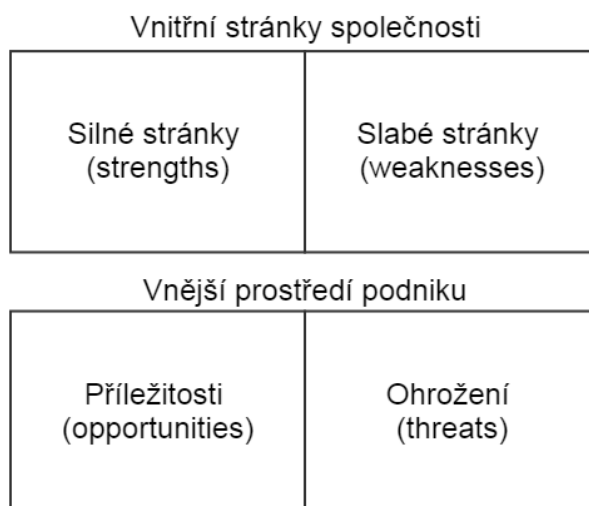 Vnitřní stránky společnosti
Silné stránky
(strengths)
Slabé stránky
(weaknesses)
Vnější prostředí podniku
Příležitosti
(opportunities)
Ohrožení
(threats)